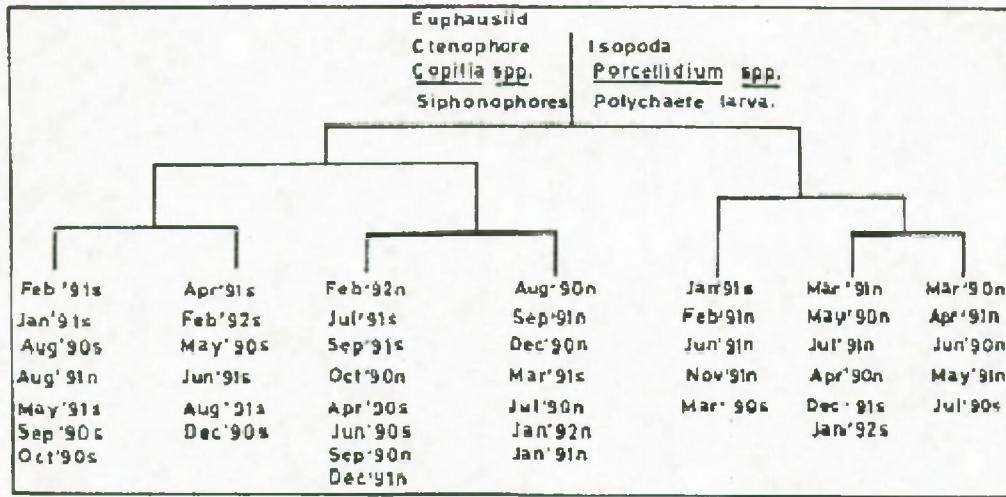 Euphausiid
Ctenophore Isopoda
Copilia spp. Porcellidium spp.
Siphonophores Polychaete larva.
Feb'91s Apr'91s Feb'92n Aug'90n Jan'91s Mar'91n Mar'90n
Jan'91s Feb'92s Jul'91s Sep'91n Feb'91n May'90n Apr'91n
Aug'90s May'90s Sep'91s Dec'90n Jun'91n Jul'91n Jun'90n
Aug'91n Jun'91s Oct'90n Mar'91s Nov'91n Apr'90n May'91n
May'91s Aug'91s Apr'90s Jul'90n Mar'90s Dec'91s Jul'90s
Sep'90s Dec'90s Jun'90s Jan'92n Jan'92s
Oct'90s Sep'90n Jan'91n
Dec'91n